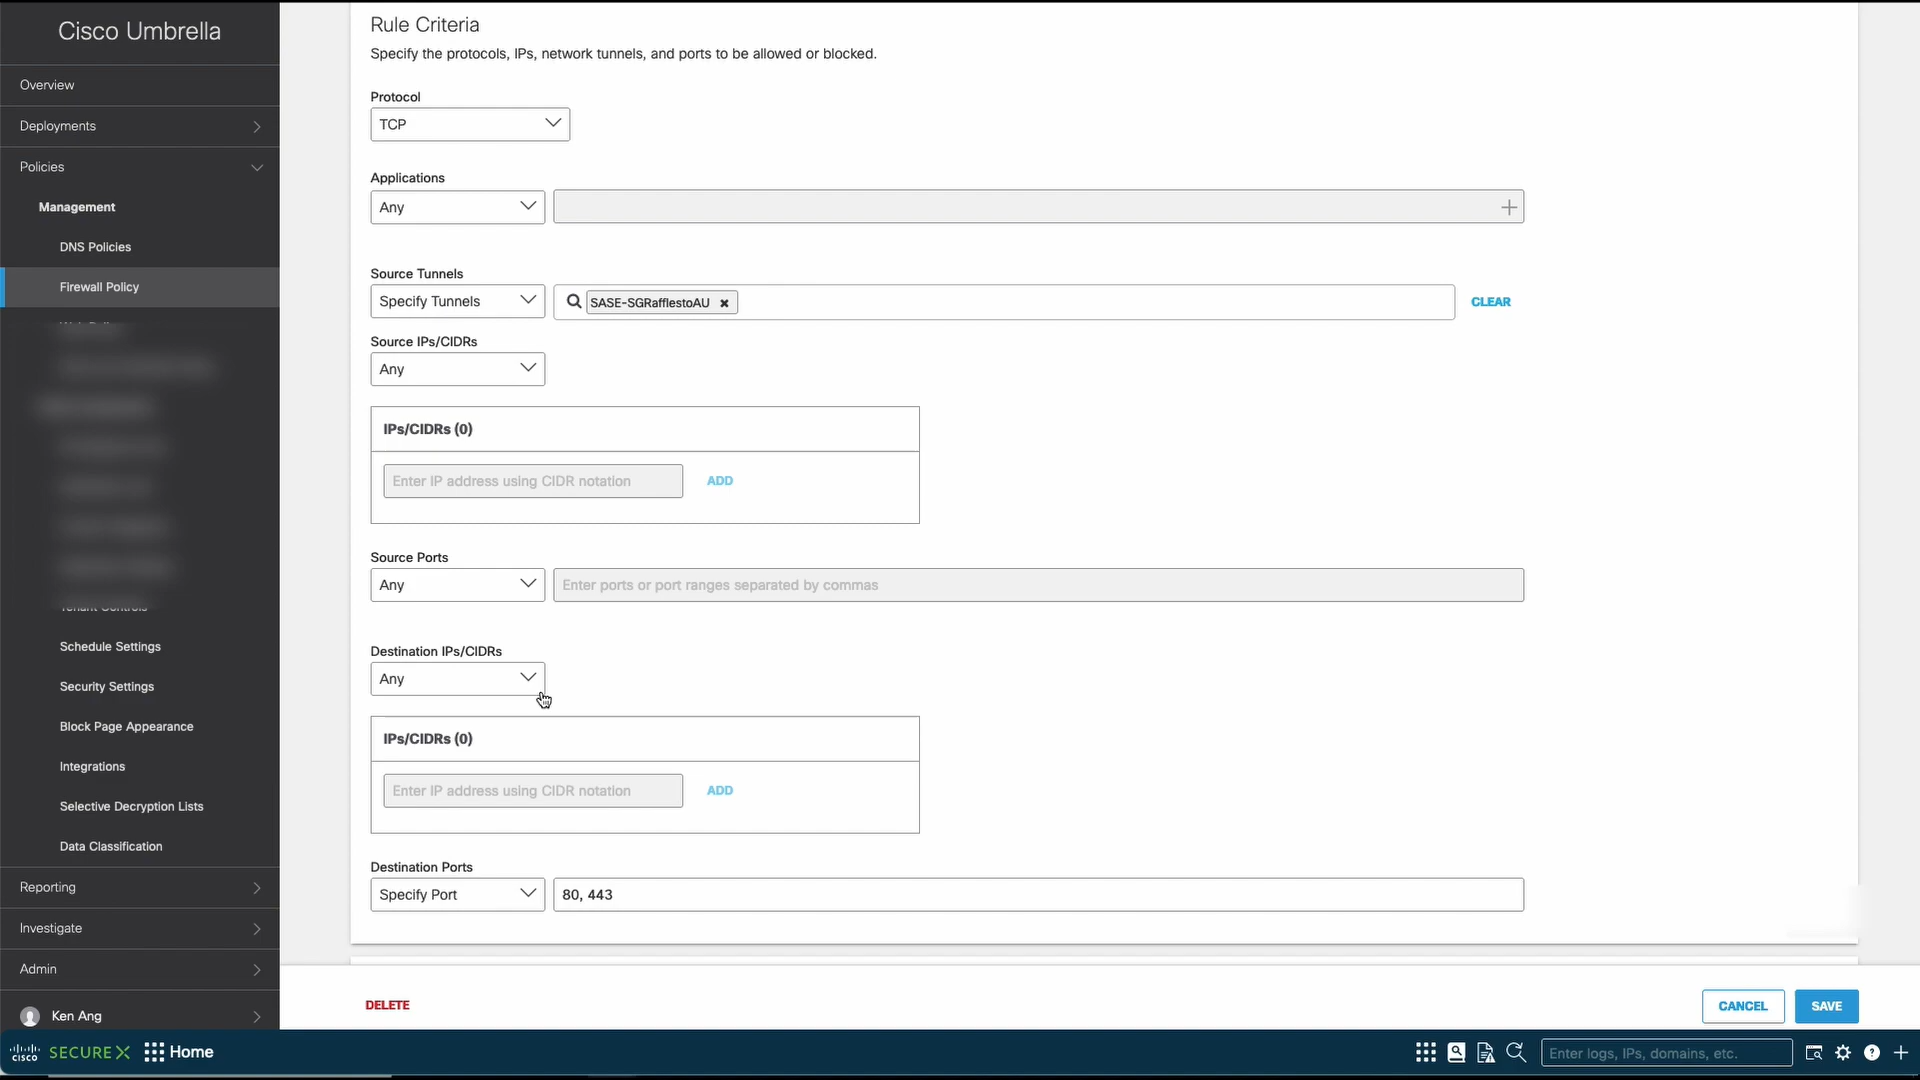 Cisco Umbrella
Overview
Deployments
Policies
Management
DNS Policies
Firewall Policy
Tenant Controls
Schedule Settings
Security Settings
Block Page Appearance
Integrations
Selective Decryption Lists
Data Classification
Reporting
Investigate
Admin
Ken Ang
Rule Criteria
Specify the protocols, IPs, network tunnels, and ports to be allowed or blocked.
Protocol
TCP
Applications
Any
Source Tunnels
Specify Tunnels
SASE-SGRafflestoAU
CLEAR
Source IPs/CIDRs
Any
IPs/CIDRs (0)
Enter IP address using CIDR notation
ADD
Source Ports
Any
Enter ports or port ranges separated by commas
Destination IPs/CIDRs
Any
IPs/CIDRs (0)
Enter IP address using CIDR notation
ADD
Destination Ports
Specify Port
80, 443
DELETE
CANCEL
SAVE
cisco SECUREX Home
Enter logs, IPs, domains, etc.